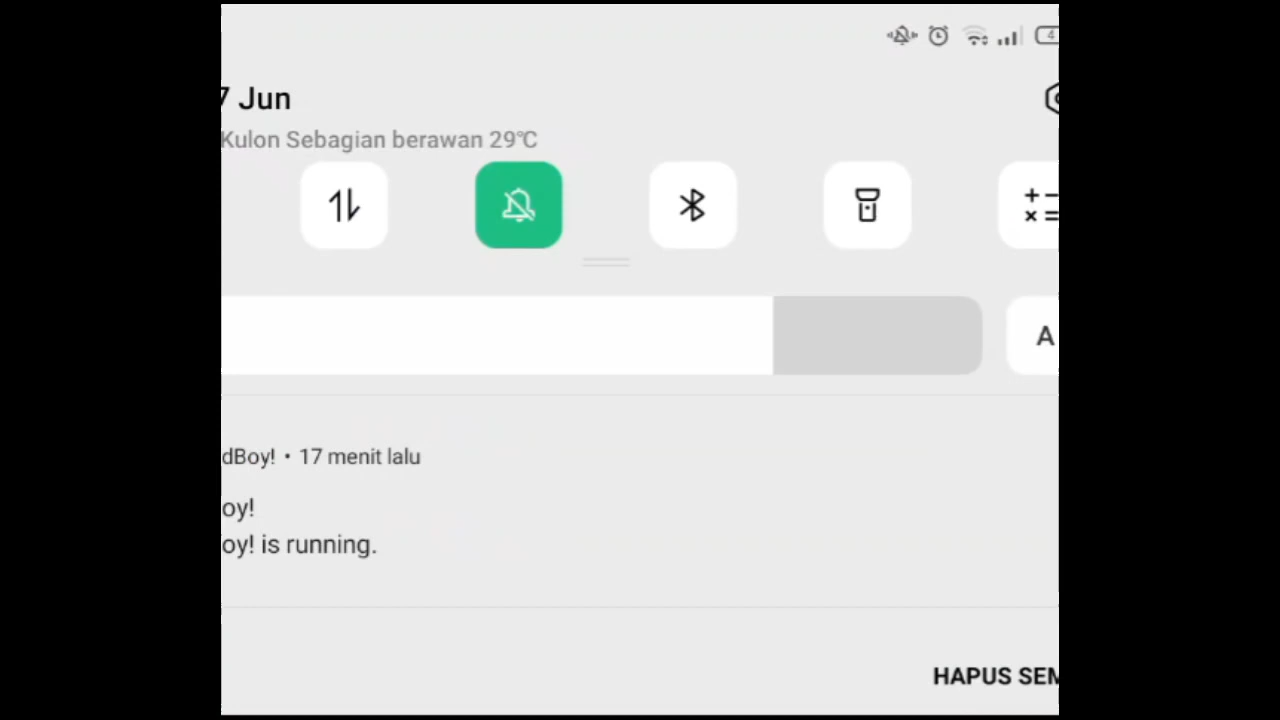 7 Jun
Kulon Sebagian berawan 29°C
A
dBoy! • 17 menit lalu
oy!
oy! is running.
HAPUS SEM